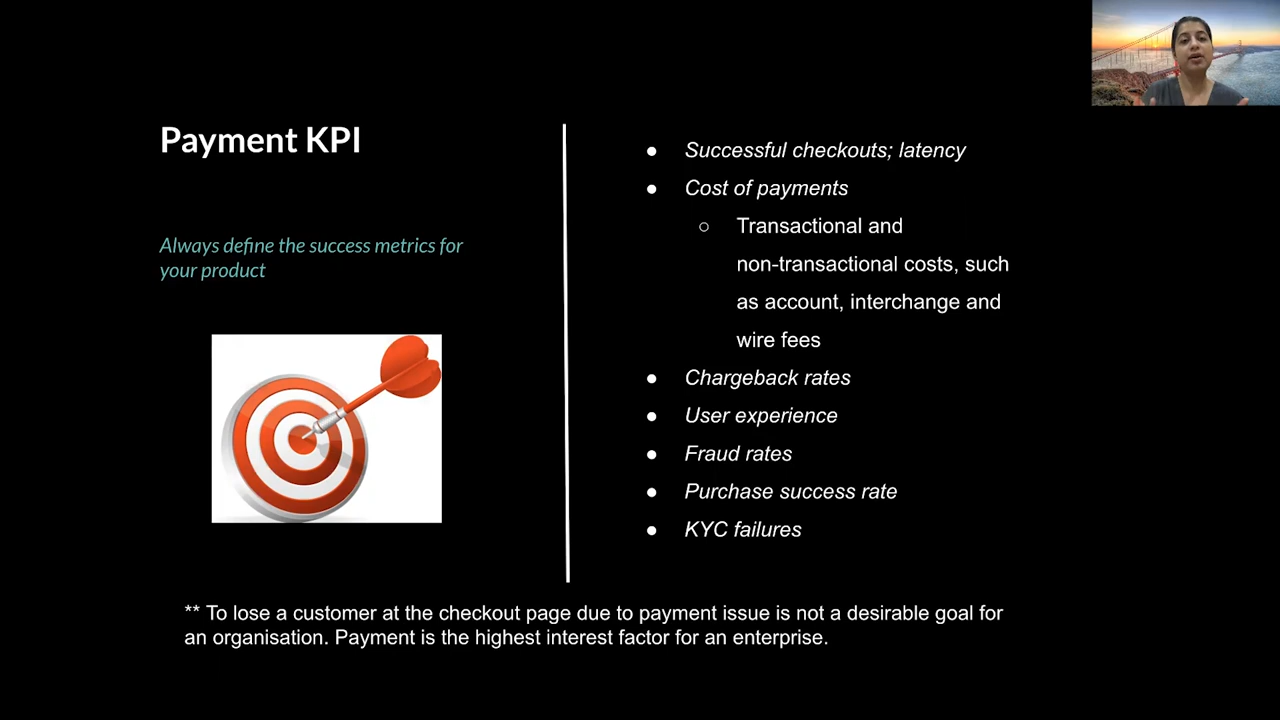 Payment KPI
Always define the success metrics for
your product
● Successful checkouts; latency
● Cost of payments
○ Transactional and
non-transactional costs, such
as account, interchange and
wire fees
● Chargeback rates
● User experience
● Fraud rates
● Purchase success rate
● KYC failures
** To lose a customer at the checkout page due to payment issue is not a desirable goal for
an organisation. Payment is the highest interest factor for an enterprise.